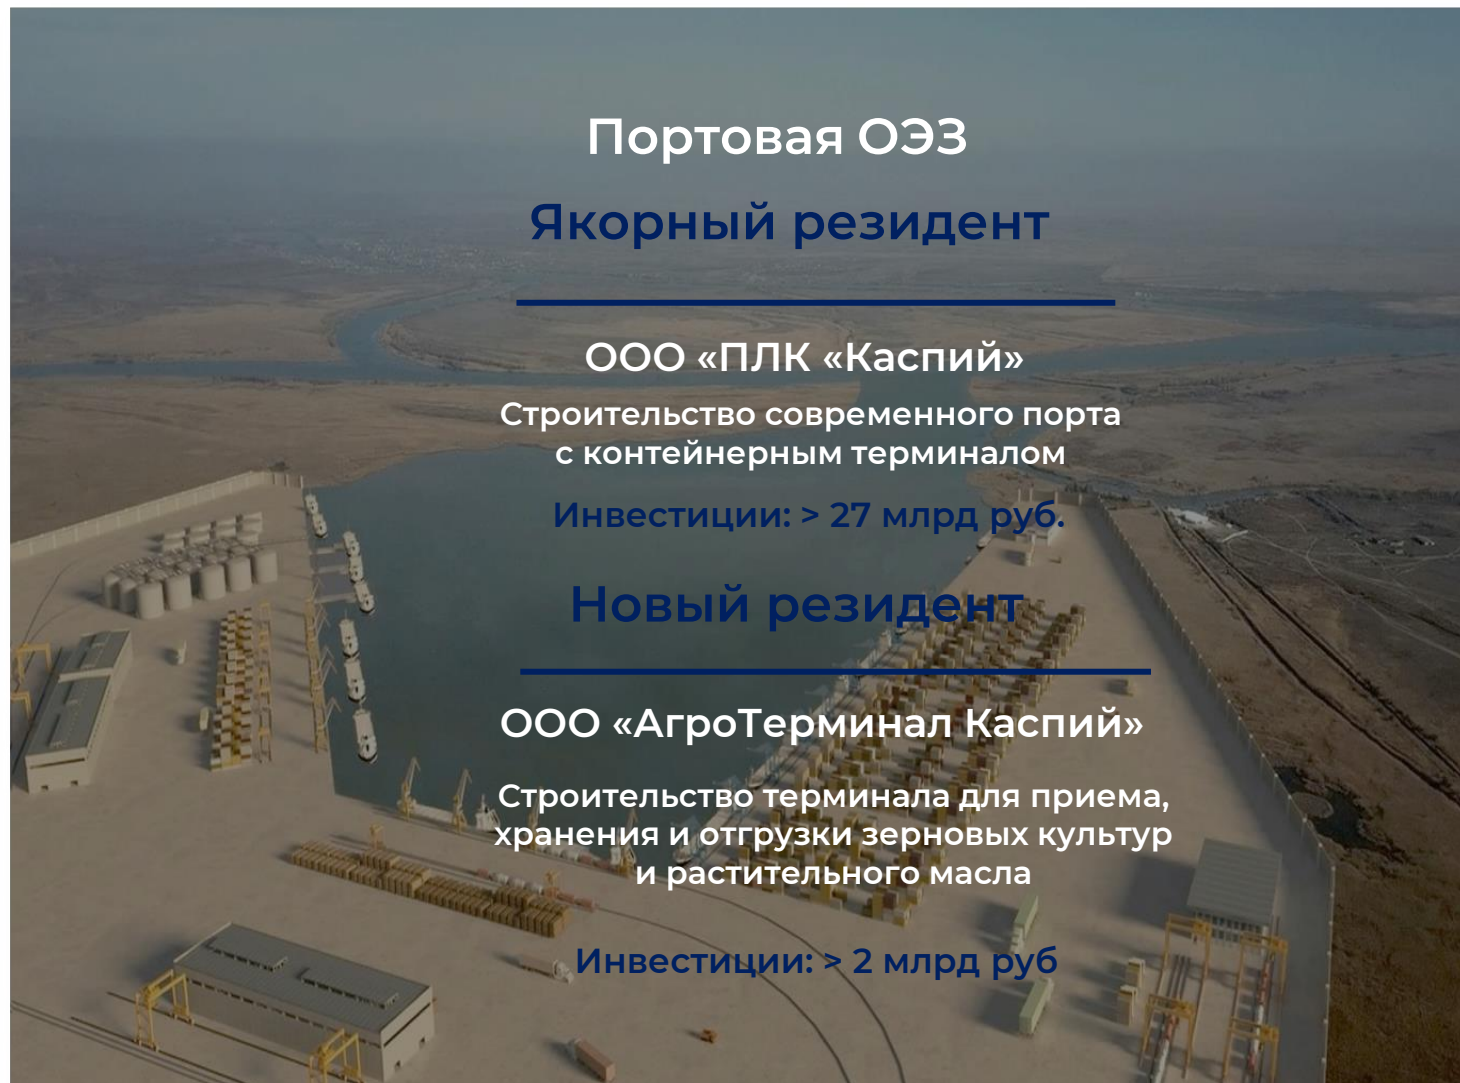 Портовая ОЭЗ
Якорный резидент
ООО «ПЛК «Каспий»
Строительство современного порта
с контейнерным терминалом
Инвестиции: > 27 млрд руб.
Новый резидент
ООО «АгроТерминал Каспий»
Строительство терминала для приема,
хранения и отгрузки зерновых культур
и растительного масла
Инвестиции: > 2 млрд руб